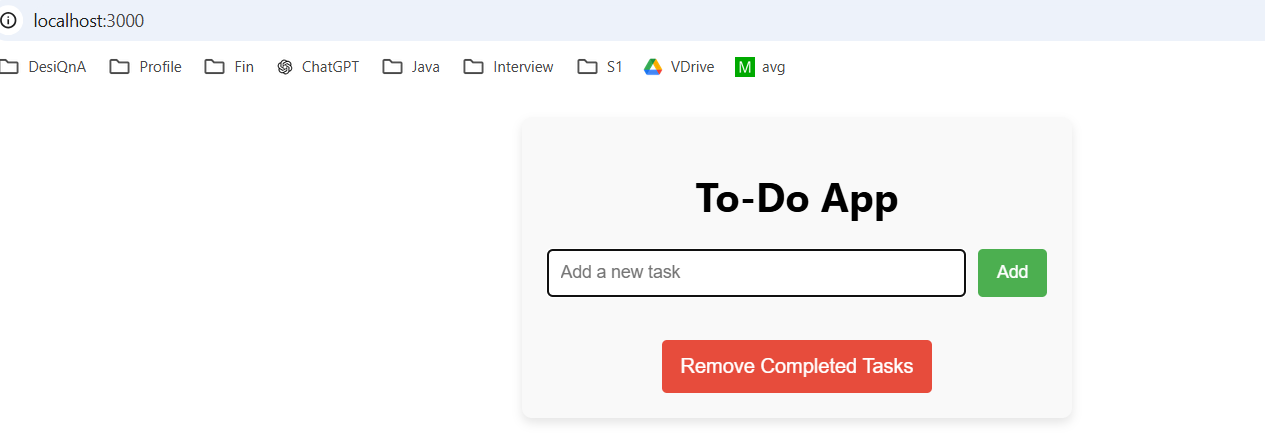 localhost:3000
DesiQnA Profile Fin ChatGPT Java Interview S1 VDrive M avg
To-Do App
Add a new task Add
Remove Completed Tasks